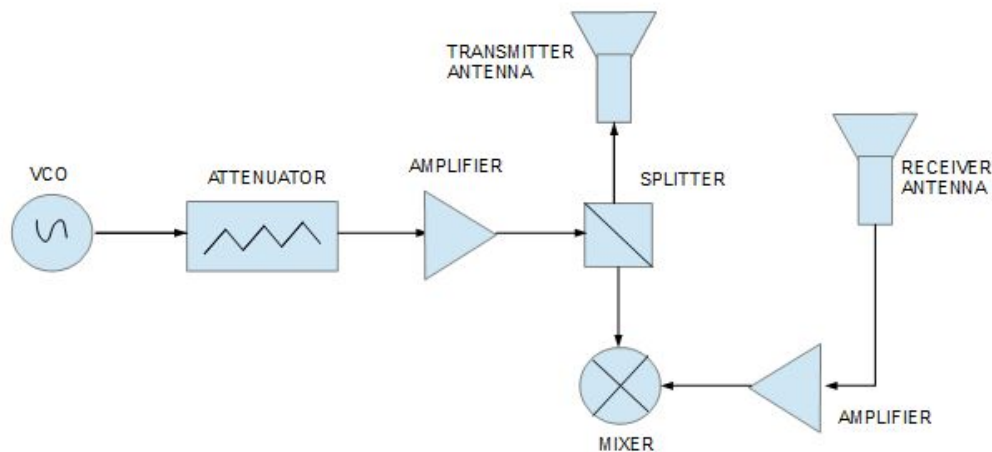 TRANSMITTER
ANTENNA
VCO
ATTENUATOR
AMPLIFIER
SPLITTER
RECEIVER
ANTENNA
MIXER
AMPLIFIER